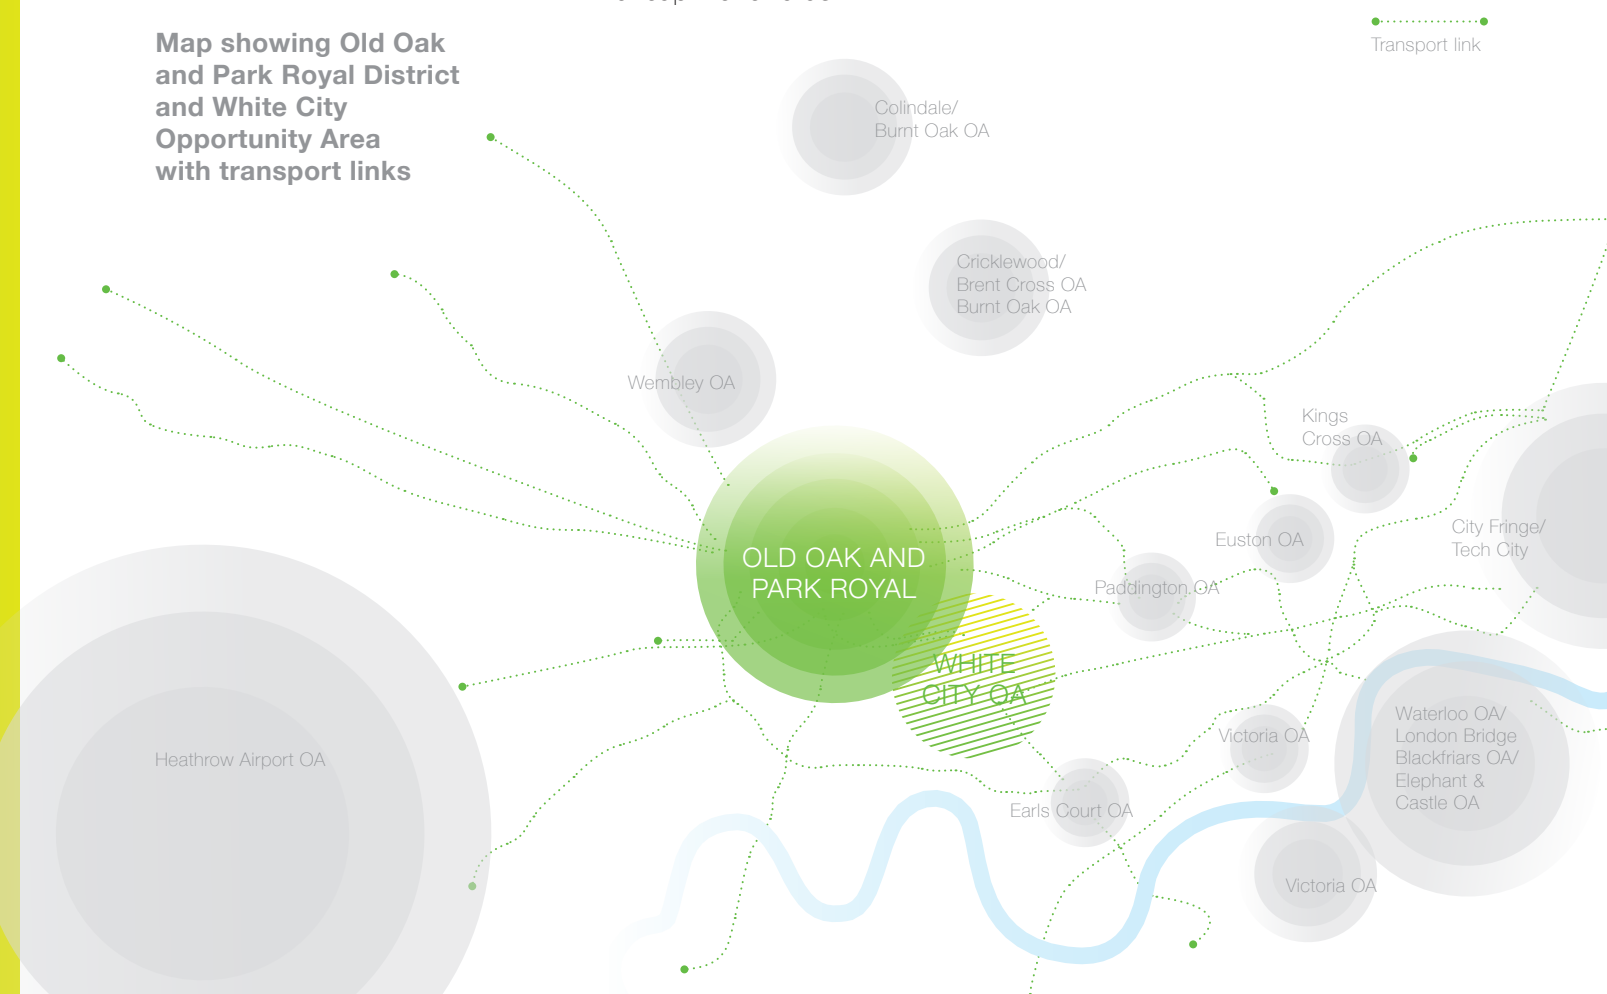 Map showing Old Oak
and Park Royal District
and White City
Opportunity Area
with transport links
Transport link
Colindale/
Burnt Oak OA
Cricklewood/
Brent Cross OA
Burnt Oak OA
Wembley OA
Kings
Cross OA
City Fringe/
Tech City
Euston OA
OLD OAK AND
PARK ROYAL
Paddington OA
WHITE
CITY OA
Heathrow Airport OA
Victoria OA
Waterloo OA/
London Bridge
Blackfriars OA/
Elephant &
Castle OA
Earls Court OA
Victoria OA